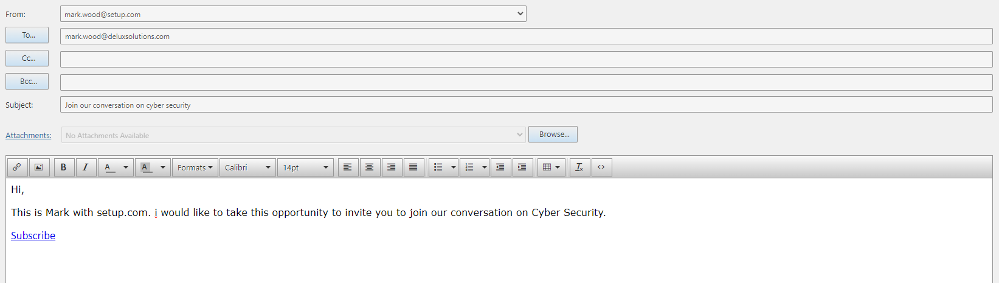 From: mark.wood@setup.com
To... mark.wood@deluxsolutions.com
Cc...
Bcc...
Subject: Join our conversation on cyber security
Attachments: No Attachments Available Browse...
B I A A Formats Calibri 14pt
Hi,
This is Mark with setup.com. i would like to take this opportunity to invite you to join our conversation on Cyber Security.
Subscribe